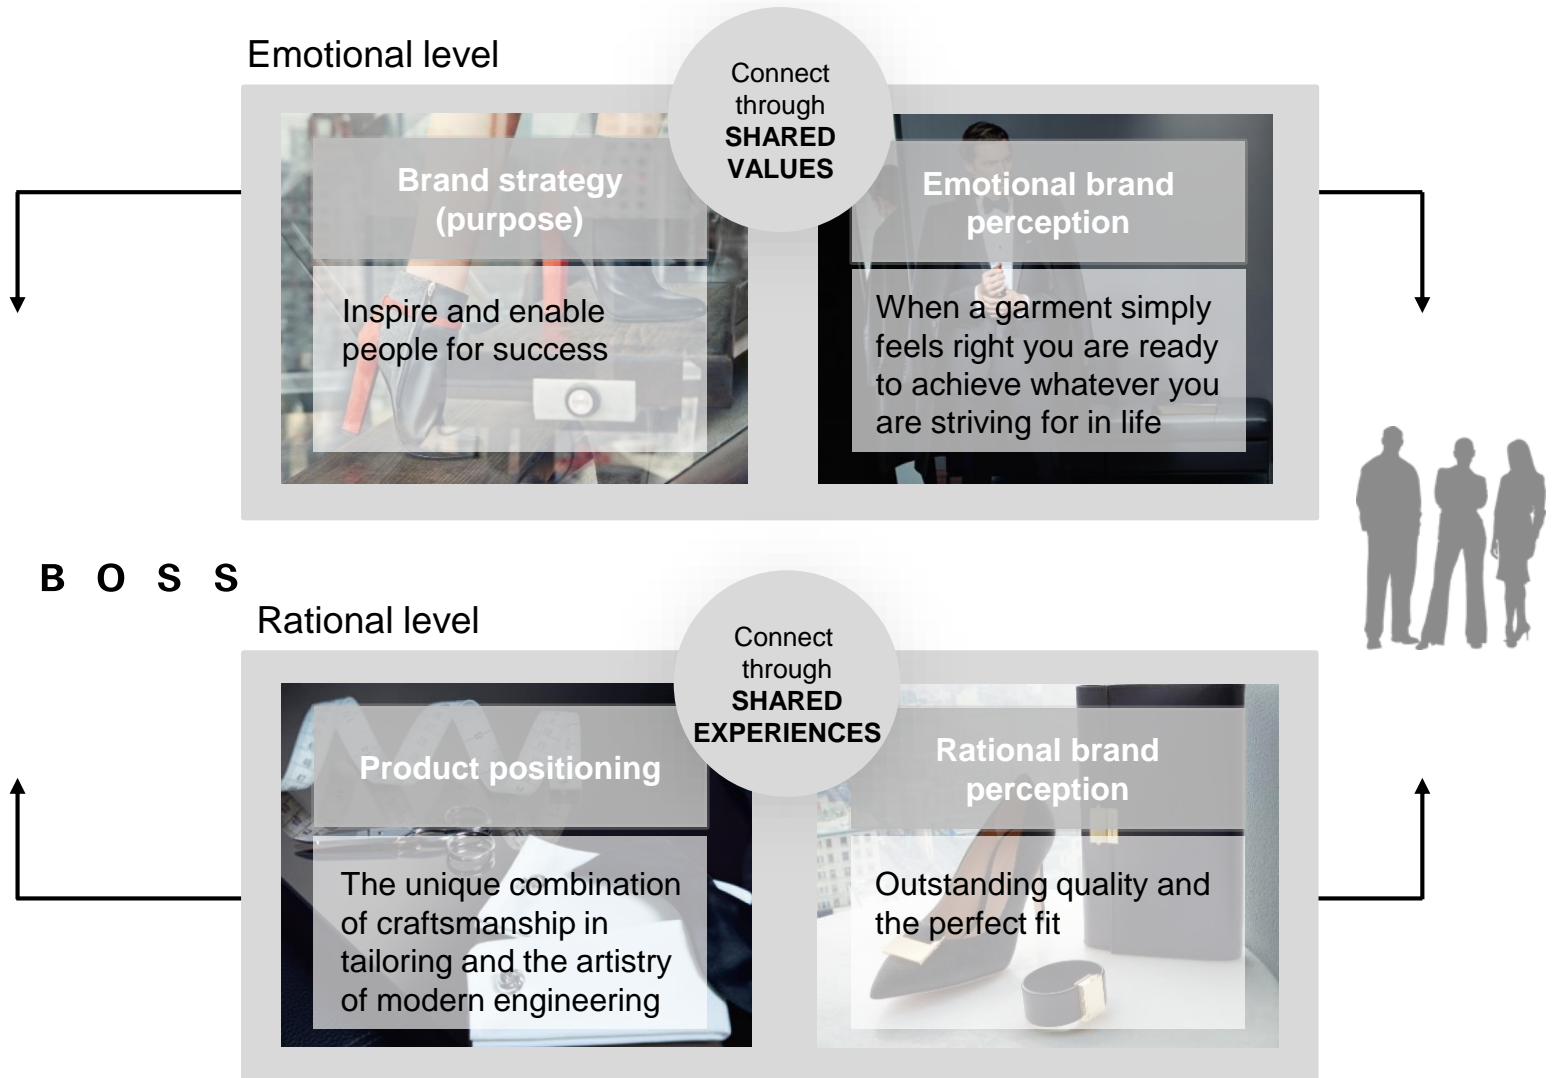 Emotional level
Connect
through
SHARED
VALUES
Brand strategy
(purpose)
Inspire and enable
people for success
Emotional brand
perception
When a garment simply
feels right you are ready
to achieve whatever you
are striving for in life
B O S S
Rational level
Connect
through
SHARED
EXPERIENCES
Product positioning
The unique combination
of craftsmanship in
tailoring and the artistry
of modern engineering
Rational brand
perception
Outstanding quality and
the perfect fit